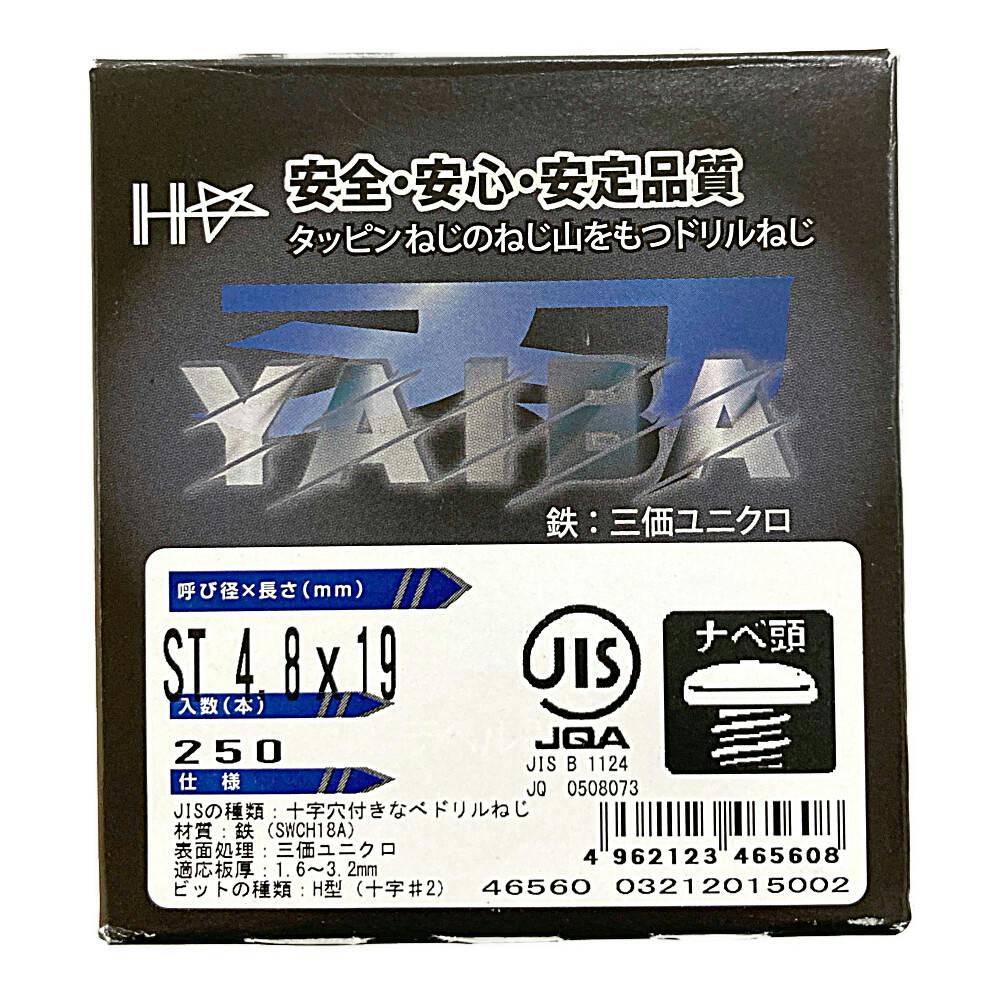 安全・安心・安定品質
タッピンねじのねじ山をもつドリルねじ
YAIBA
鉄：三価ユニクロ
呼び径×長さ(mm)
ST 4.8x19
入数(本)
250
仕 様
JISの種類：十字穴付きなべドリルねじ
材質：鉄（SWCH18A）
表面処理：三価ユニクロ
適応板厚：1.6～3.2mm
ビットの種類：H型（十字＃2）
JIS
JQA
JIS B 1124
JQ 0508073
ナベ頭
4 962123 465608
46560 03212015002